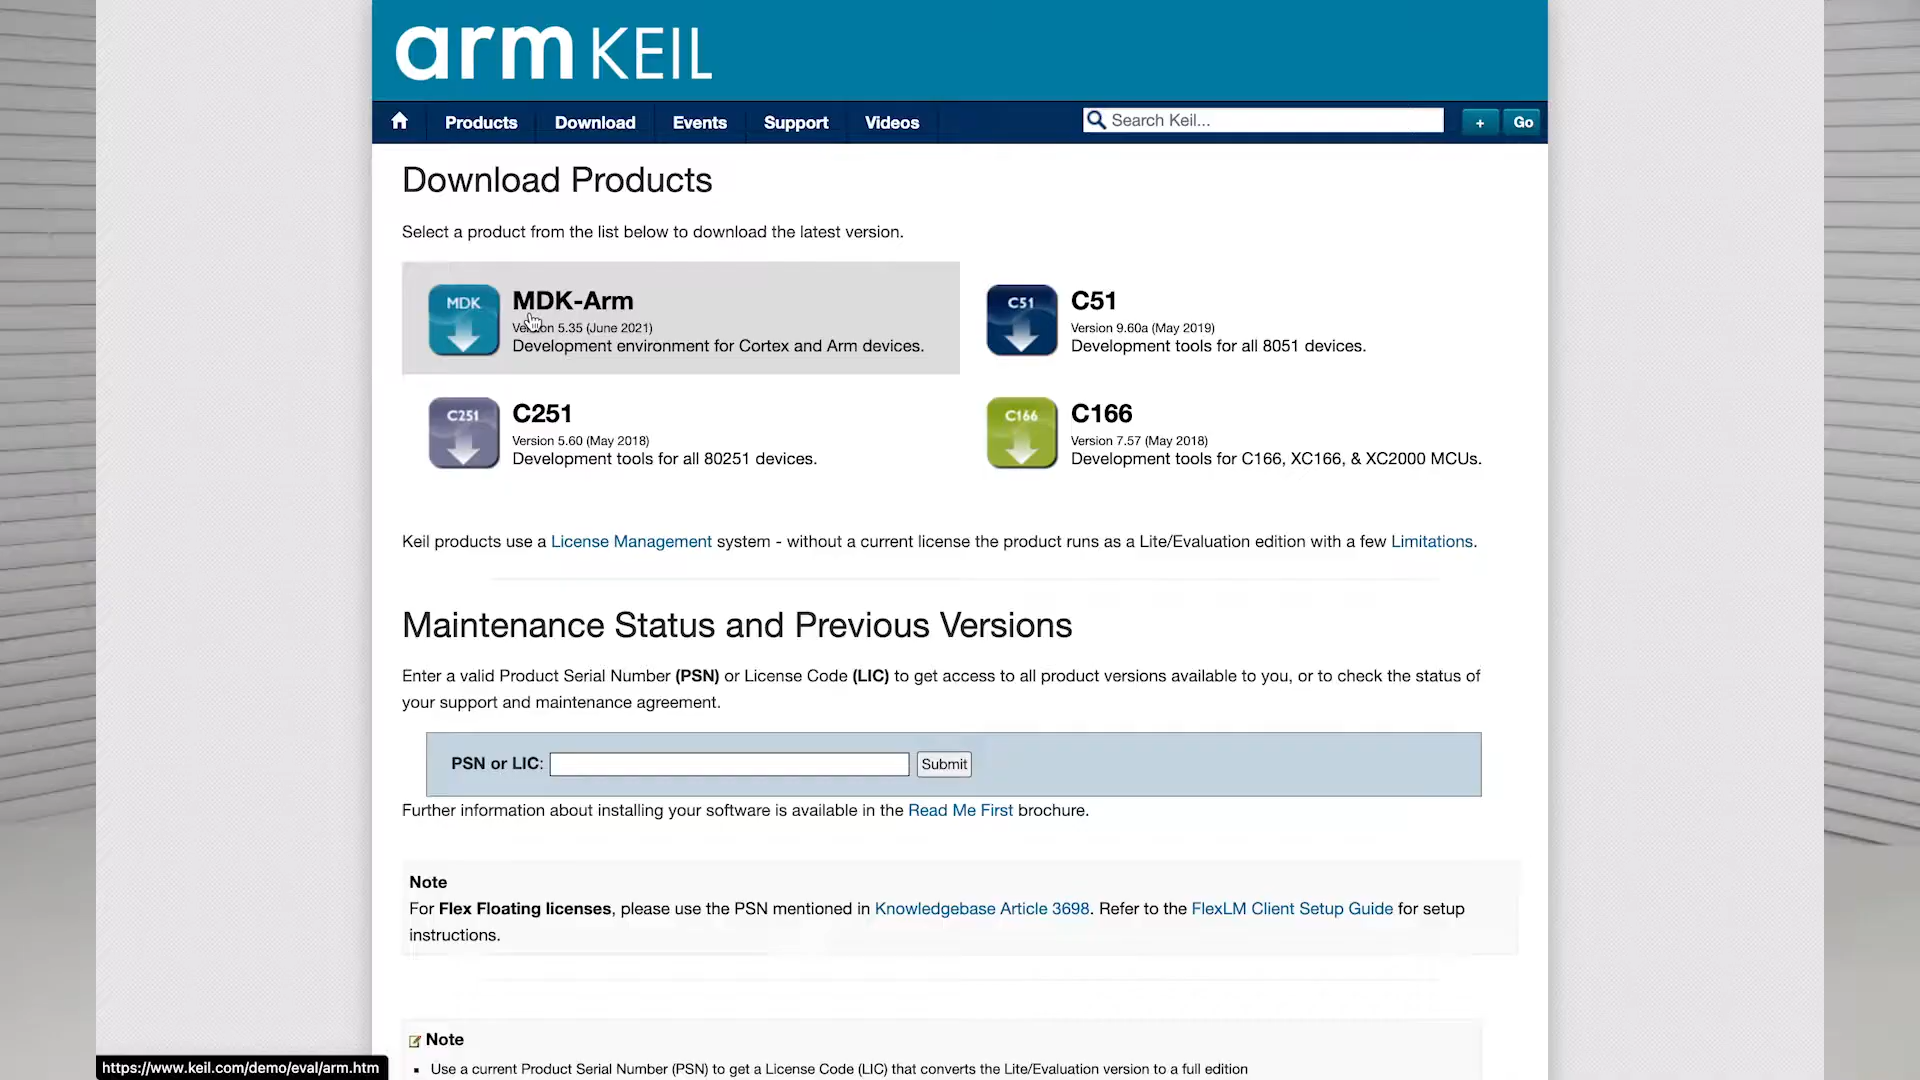 arm KEIL
Products Download Events Support Videos Search Keil... + Go
Download Products
Select a product from the list below to download the latest version.
MDK
MDK-Arm
Version 5.35 (June 2021)
Development environment for Cortex and Arm devices.
C51
C51
Version 9.60a (May 2019)
Development tools for all 8051 devices.
C251
C251
Version 5.60 (May 2018)
Development tools for all 80251 devices.
C166
C166
Version 7.57 (May 2018)
Development tools for C166, XC166, & XC2000 MCUs.
Keil products use a License Management system - without a current license the product runs as a Lite/Evaluation edition with a few Limitations.
Maintenance Status and Previous Versions
Enter a valid Product Serial Number (PSN) or License Code (LIC) to get access to all product versions available to you, or to check the status of
your support and maintenance agreement.
PSN or LIC: Submit
Further information about installing your software is available in the Read Me First brochure.
Note
For Flex Floating licenses, please use the PSN mentioned in Knowledgebase Article 3698. Refer to the FlexLM Client Setup Guide for setup
instructions.
Note
Use a current Product Serial Number (PSN) to get a License Code (LIC) that converts the Lite/Evaluation version to a full edition
https://www.keil.com/demo/eval/arm.htm